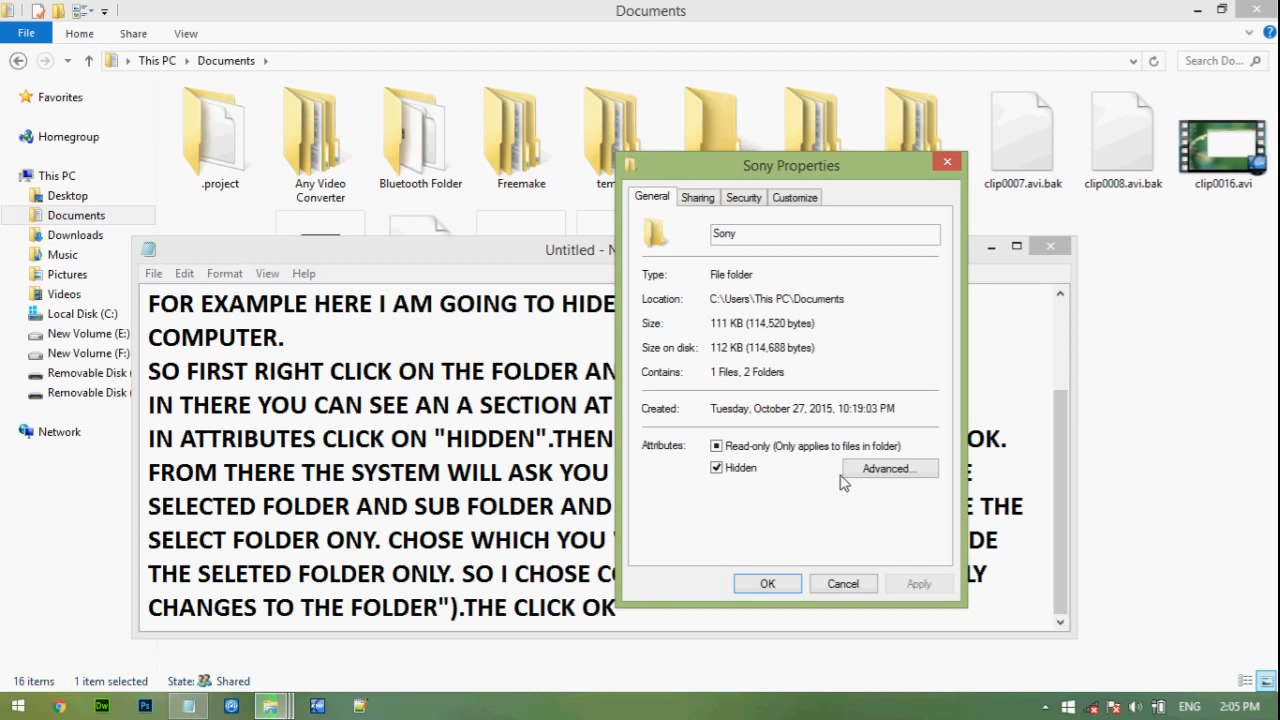 Documents
File
Home
Share
View
This PC
Documents
Search Do...
Favorites
Homegroup
This PC
Desktop
Documents
Downloads
Music
Pictures
Videos
Local Disk (C:)
New Volume (E:)
New Volume (F:)
Removable Disk
Removable Disk
Network
.project
Any Video
Converter
Bluetooth Folder
Freemake
clip0007.avi.bak
clip0008.avi.bak
clip0016.avi
Untitled - N
File Edit Format View Help
FOR EXAMPLE HERE I AM GOING TO HIDE
COMPUTER.
SO FIRST RIGHT CLICK ON THE FOLDER AN
IN THERE YOU CAN SEE AN A SECTION AT
IN ATTRIBUTES CLICK ON "HIDDEN".THEN OK.
FROM THERE THE SYSTEM WILL ASK YOU E
SELECTED FOLDER AND SUB FOLDER AND E THE
SELECT FOLDER ONY. CHOSE WHICH YOU DE
THE SELETED FOLDER ONLY. SO I CHOSE CO LY
CHANGES TO THE FOLDER").THE CLICK OK
Sony Properties
General Sharing Security Customize
Sony
Type: File folder
Location: C:\Users\This PC\Documents
Size: 111 KB (114,520 bytes)
Size on disk: 112 KB (114,688 bytes)
Contains: 1 Files, 2 Folders
Created: Tuesday, October 27, 2015, 10:19:03 PM
Attributes: Read-only (Only applies to files in folder)
Hidden Advanced...
OK Cancel Apply
16 items 1 item selected State: Shared
Dw Ps ENG 2:05 PM